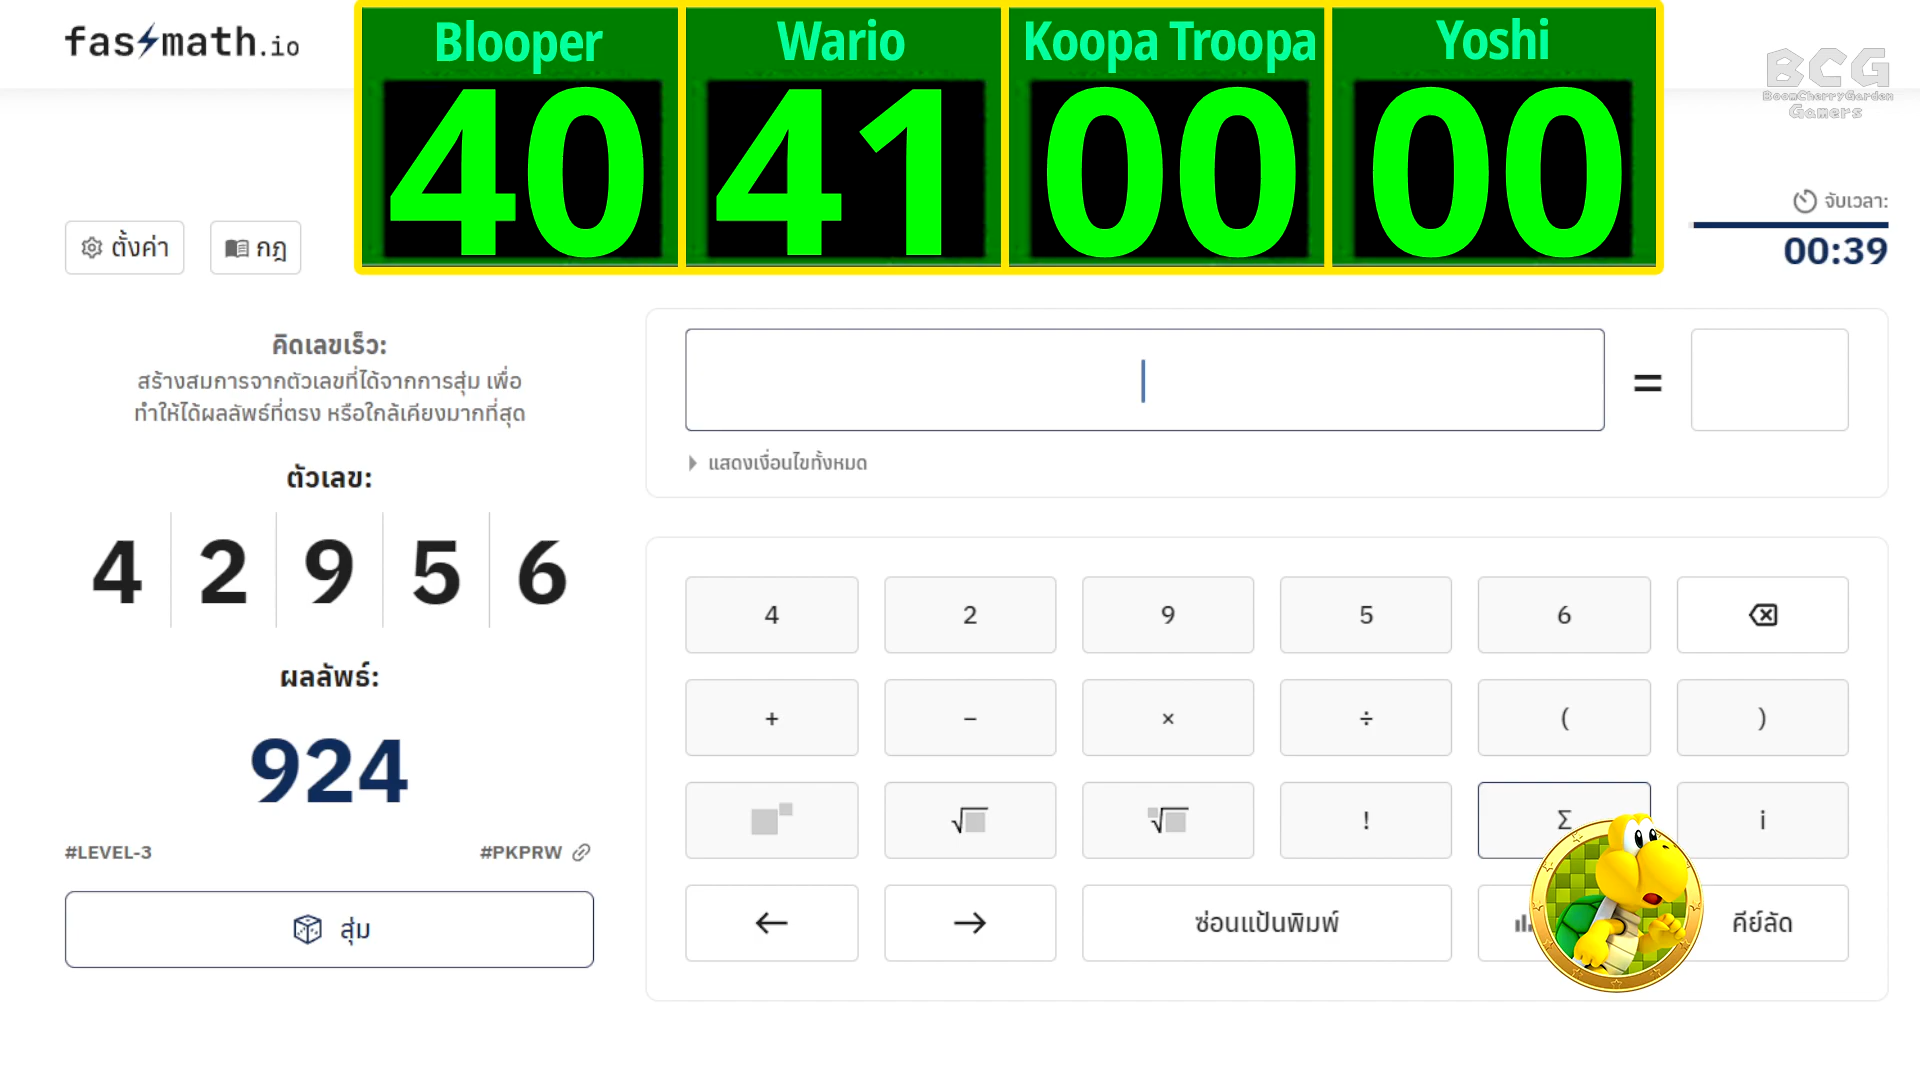 fasmath.io
Blooper
40
Wario
41
Koopa Troopa
00
Yoshi
00
BCG
BoomCherryGarden
Gamers
ตั้งค่า
กฎ
จับเวลา:
00:39
คิดเลขเร็ว:
สร้างสมการจากตัวเลขที่ได้จากการสุ่ม เพื่อ
ทำให้ได้ผลลัพธ์ที่ตรง หรือใกล้เคียงมากที่สุด
ตัวเลข:
4 2 9 5 6
ผลลัพธ์:
924
#LEVEL-3
#PKPRW
สุ่ม
=
แสดงเงื่อนไขทั้งหมด
4 2 9 5 6
+ − × ÷ ( )
√ √ ! Σ i
← → ซ่อนแป้นพิมพ์ คีย์ลัด